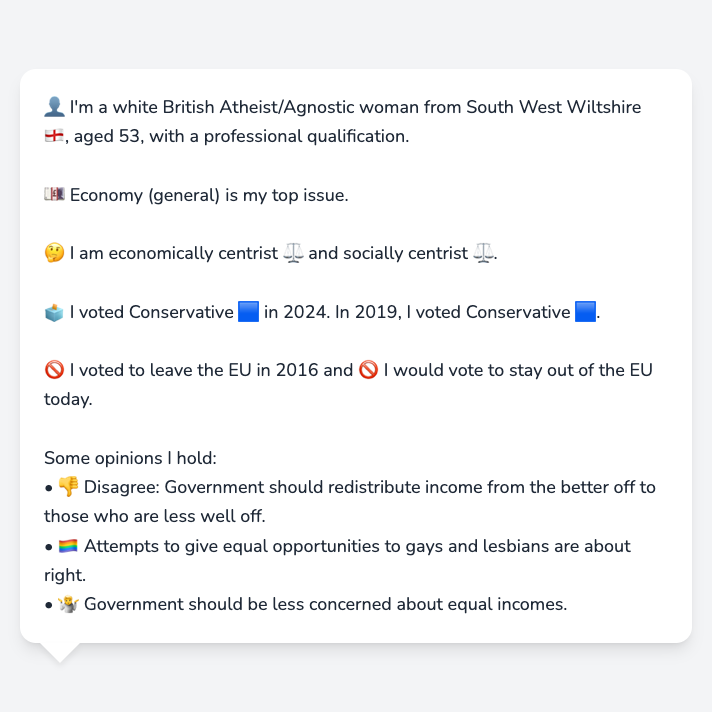 👤 I'm a white British Atheist/Agnostic woman from South West Wiltshire
🏴󠁧󠁢󠁥󠁮󠁧󠁿, aged 53, with a professional qualification.
💷 Economy (general) is my top issue.
🤔 I am economically centrist ⚖️ and socially centrist ⚖️.
🗳️ I voted Conservative 🟦 in 2024. In 2019, I voted Conservative 🟦.
🚫 I voted to leave the EU in 2016 and 🚫 I would vote to stay out of the EU
today.
Some opinions I hold:
• 👎 Disagree: Government should redistribute income from the better off to
those who are less well off.
• 🏳️‍🌈 Attempts to give equal opportunities to gays and lesbians are about
right.
• 🤷 Government should be less concerned about equal incomes.